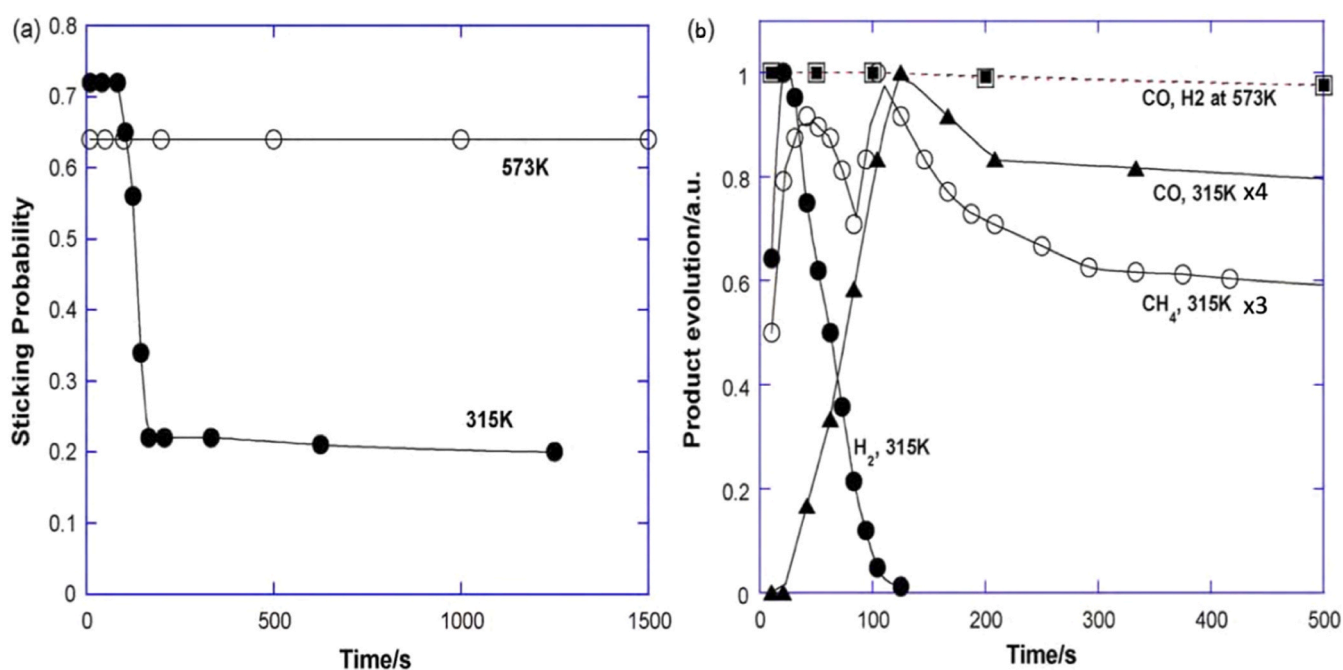 (a)
0.8
0.7
0.6
0.5
0.4
0.3
0.2
0.1
0
Sticking Probability
573K
315K
0
500
1000
1500
Time/s
(b)
1
0.8
0.6
0.4
0.2
0
Product evolution/a.u.
CO, H2 at 573K
CO, 315K x4
CH4, 315K x3
H2, 315K
0
100
200
300
400
500
Time/s